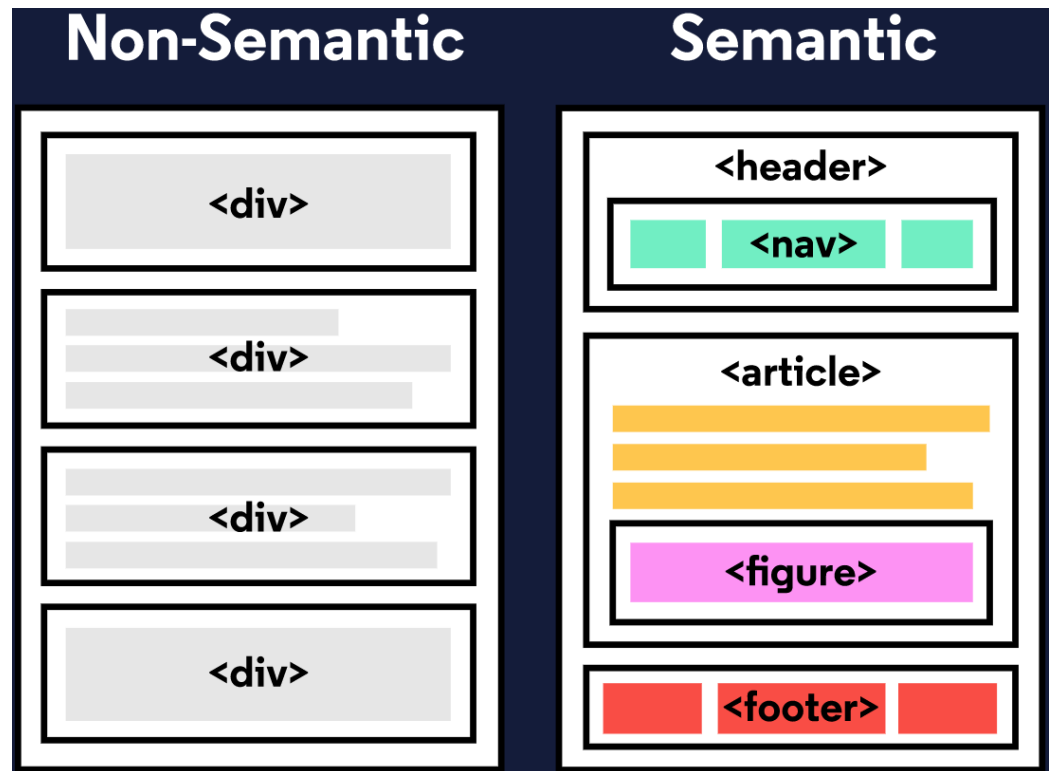 Non-Semantic
<div>
<div>
<div>
<div>
Semantic
<header>
<nav>
<article>
<figure>
<footer>